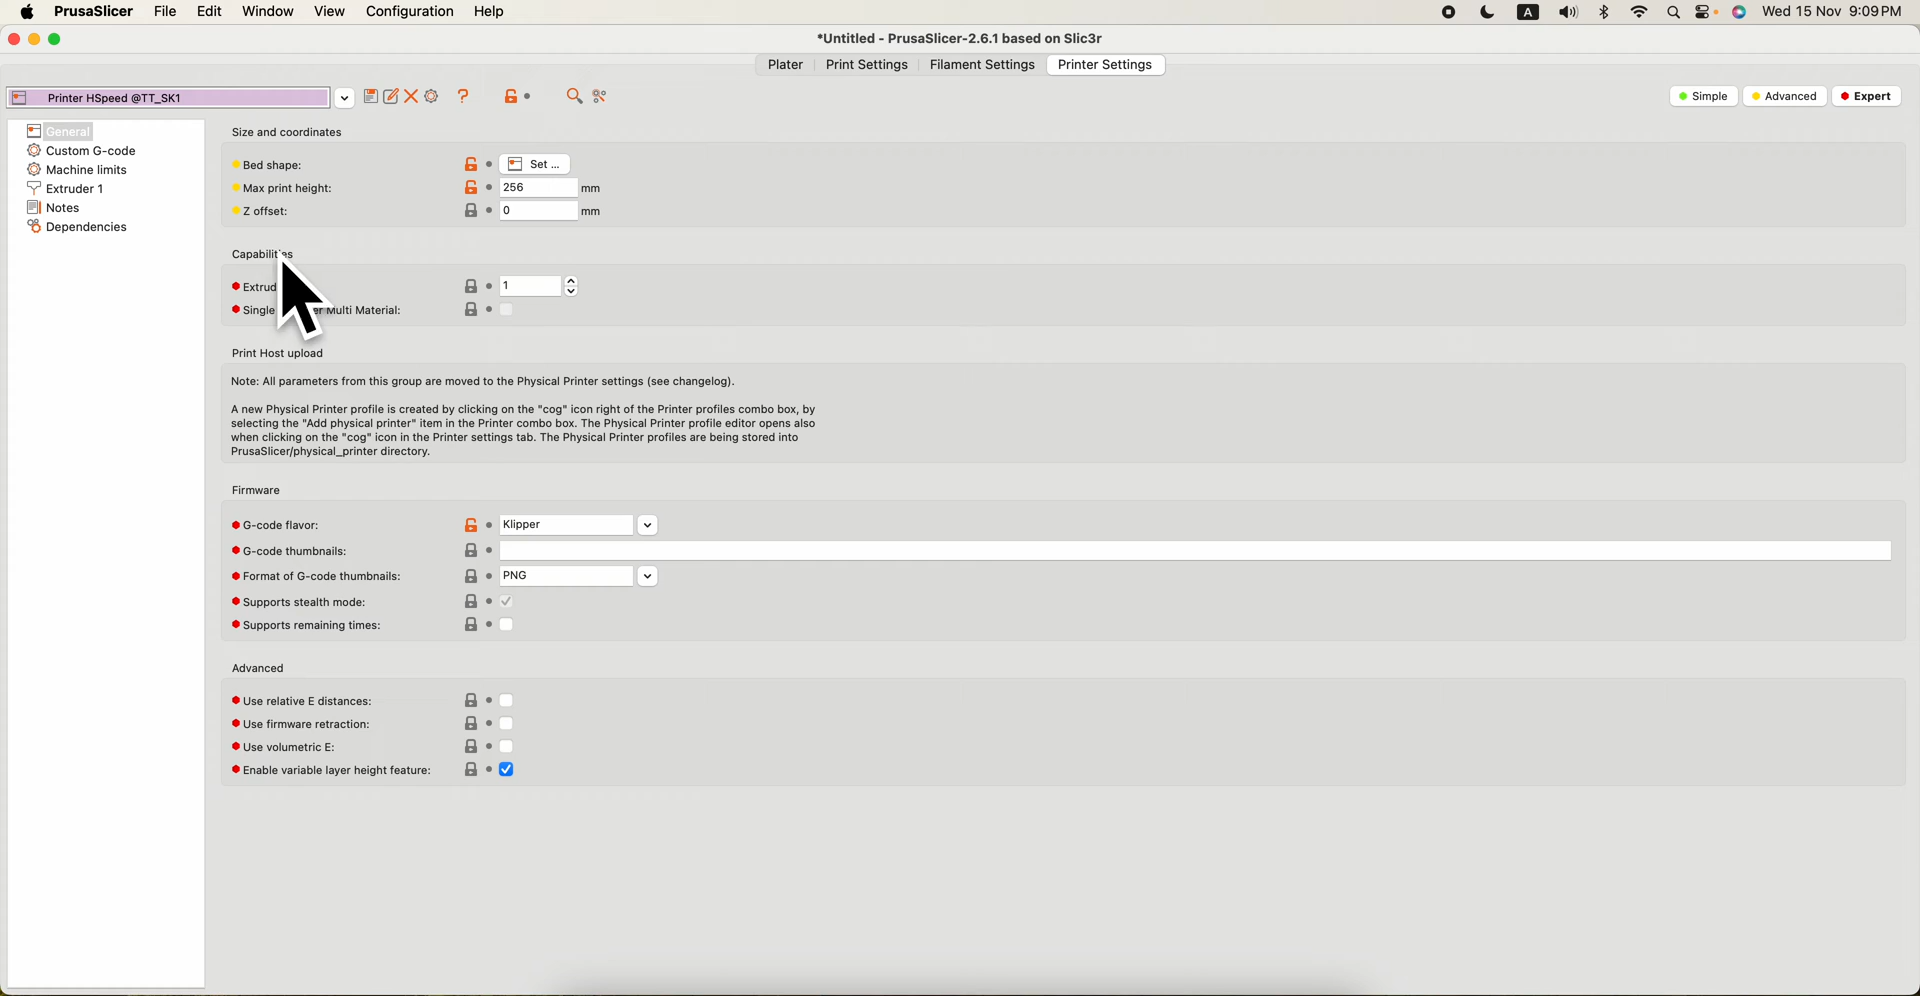 PrusaSlicer File Edit Window View Configuration Help A Wed 15 Nov 9:09 PM
*Untitled - PrusaSlicer-2.6.1 based on Slic3r
Plater Print Settings Filament Settings Printer Settings
Printer HSpeed @TT_SK1 ? Simple Advanced Expert
General
Custom G-code
Machine limits
Extruder 1
Notes
Dependencies
Size and coordinates
Bed shape: Set ...
Max print height: 256 mm
Z offset: 0 mm
Capabilities
1
Single Multi Material:
Print Host upload
Note: All parameters from this group are moved to the Physical Printer settings (see changelog).
A new Physical Printer profile is created by clicking on the "cog" icon right of the Printer profiles combo box, by
selecting the "Add physical printer" item in the Printer combo box. The Physical Printer profile editor opens also
when clicking on the "cog" icon in the Printer settings tab. The Physical Printer profiles are being stored into
PrusaSlicer/physical_printer directory.
Firmware
G-code flavor: Klipper
G-code thumbnails:
Format of G-code thumbnails: PNG
Supports stealth mode:
Supports remaining times:
Advanced
Use relative E distances:
Use firmware retraction:
Use volumetric E:
Enable variable layer height feature: